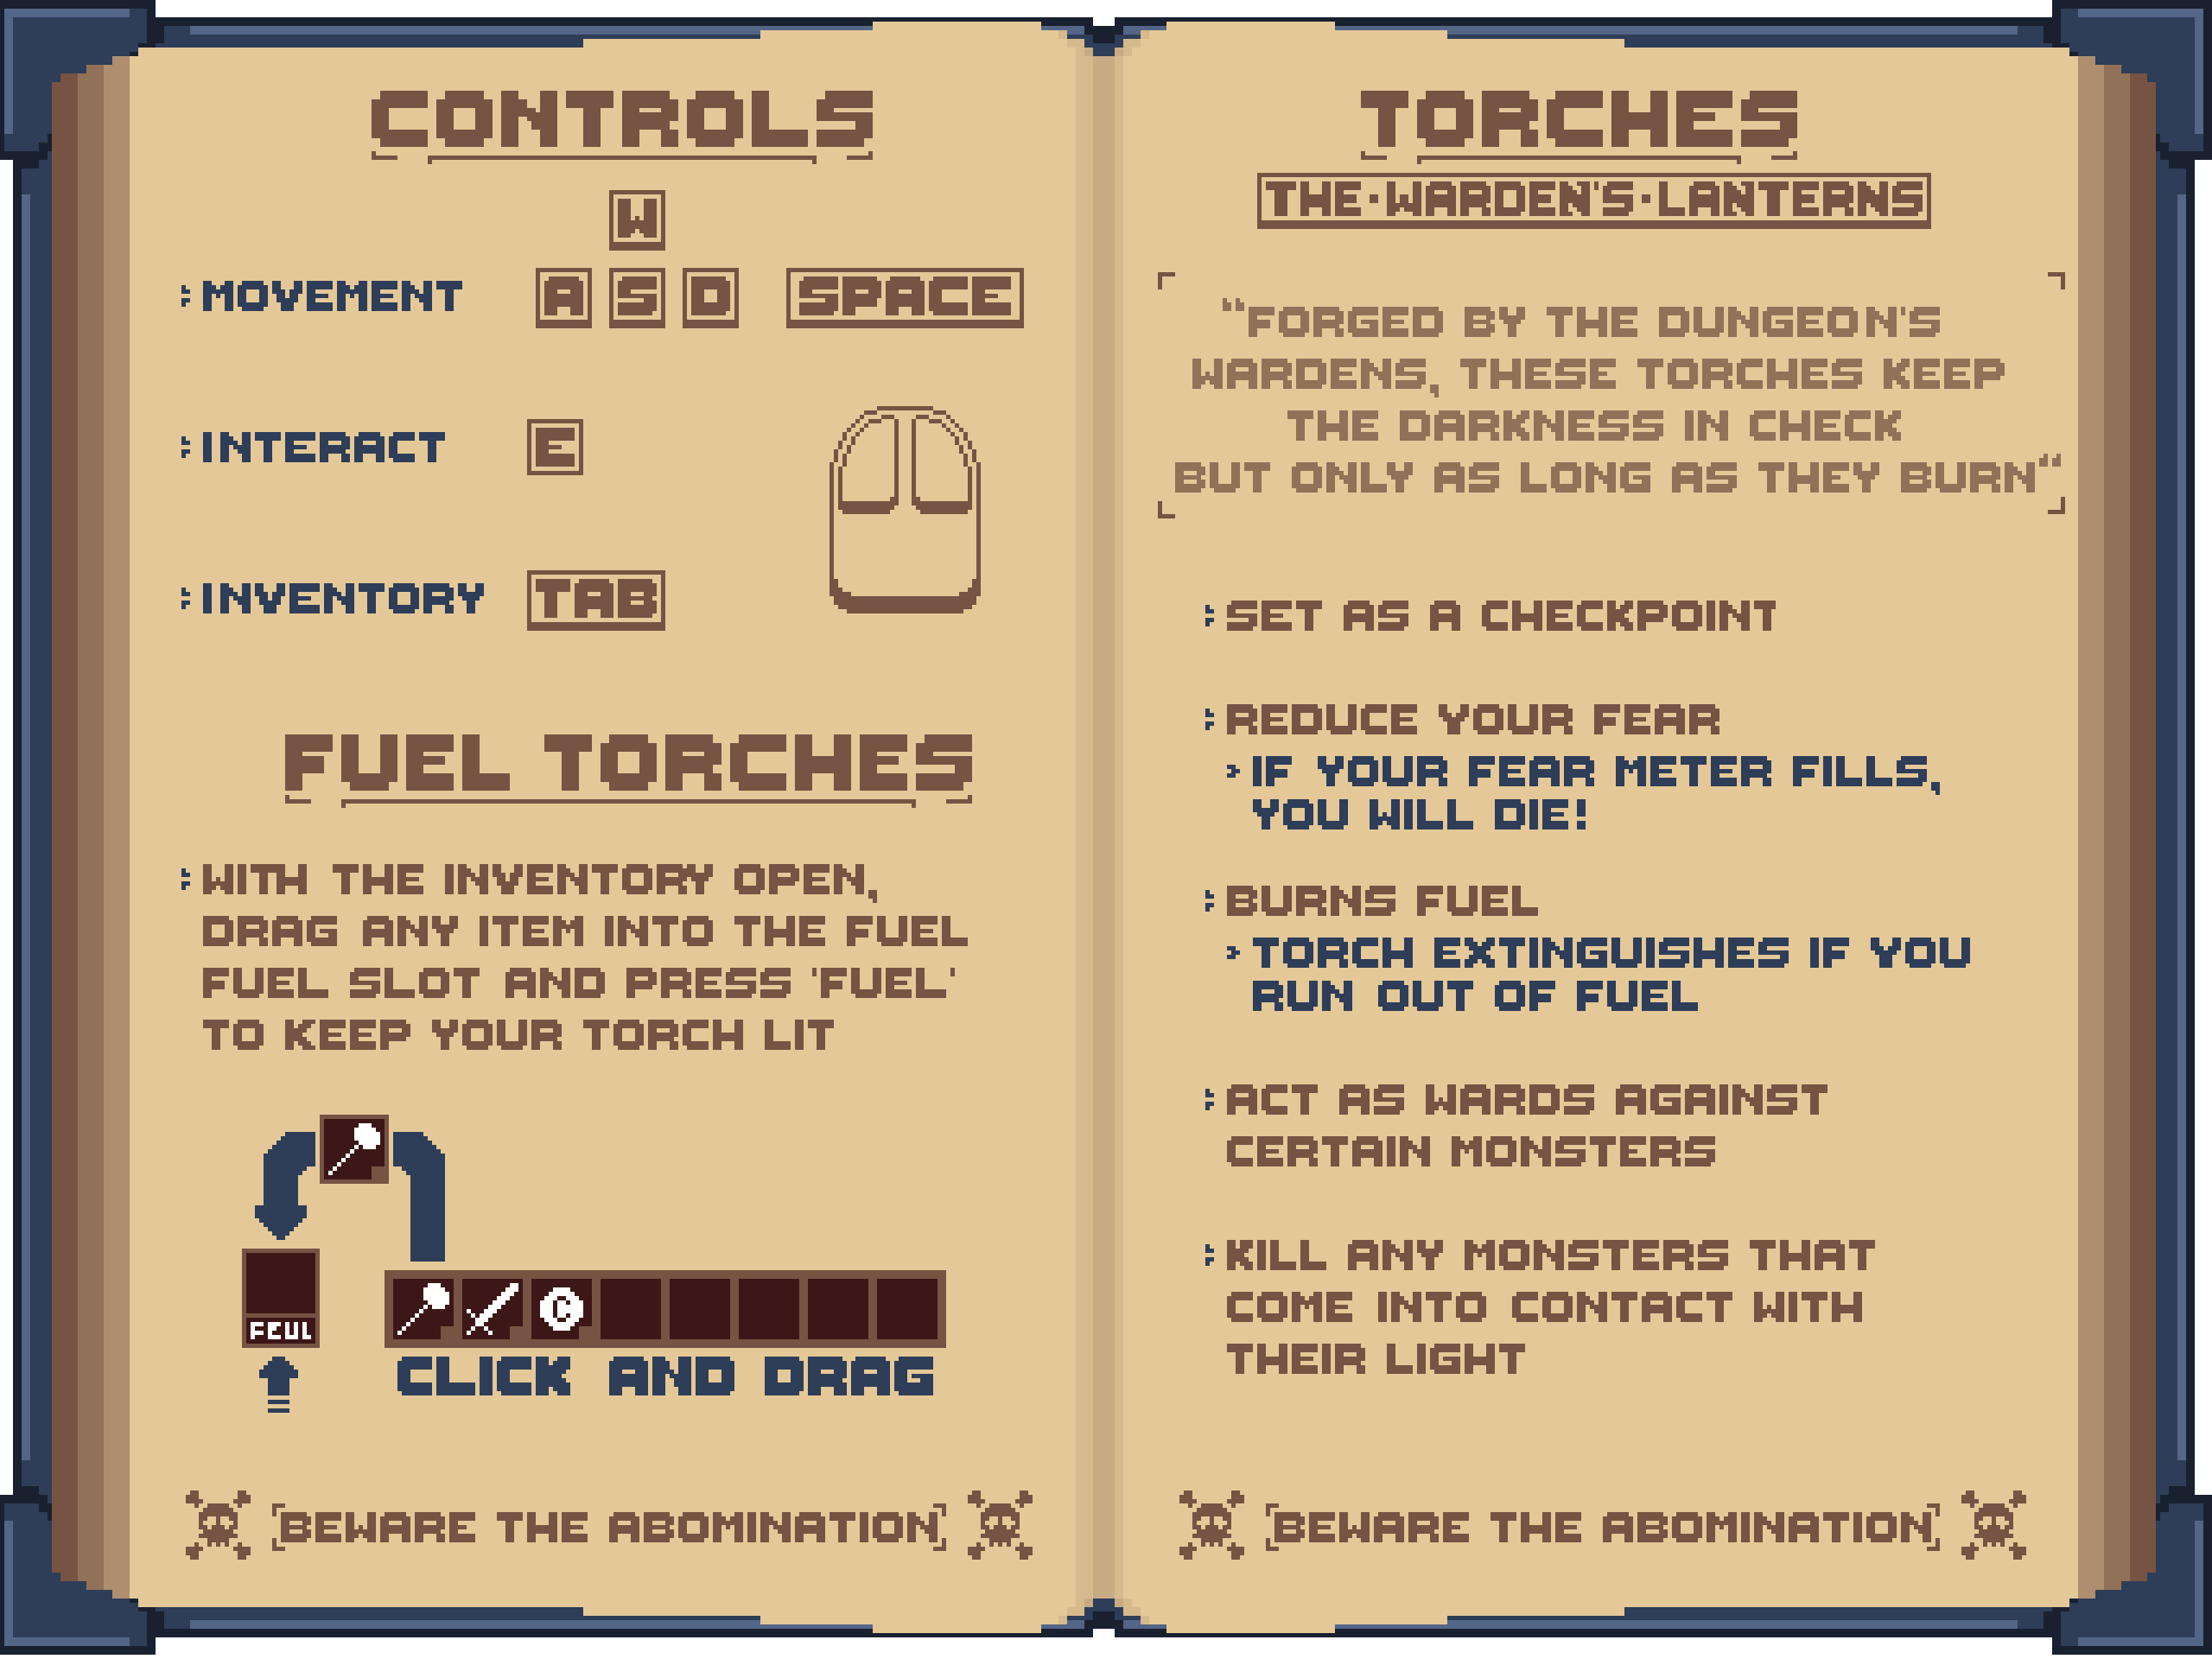 CONTROLS
W
MOVEMENT A S D SPACE
INTERACT E
INVENTORY TAB
FUEL TORCHES
WITH THE INVENTORY OPEN,
DRAG ANY ITEM INTO THE FUEL
FUEL SLOT AND PRESS 'FUEL'
TO KEEP YOUR TORCH LIT
C
FEUL
CLICK AND DRAG
BEWARE THE ABOMINATION
TORCHES
THE·WARDEN'S·LANTERNS
"FORGED BY THE DUNGEON'S
WARDENS, THESE TORCHES KEEP
THE DARKNESS IN CHECK
BUT ONLY AS LONG AS THEY BURN"
SET AS A CHECKPOINT
REDUCE YOUR FEAR
IF YOUR FEAR METER FILLS,
YOU WILL DIE!
BURNS FUEL
TORCH EXTINGUISHES IF YOU
RUN OUT OF FUEL
ACT AS WARDS AGAINST
CERTAIN MONSTERS
KILL ANY MONSTERS THAT
COME INTO CONTACT WITH
THEIR LIGHT
BEWARE THE ABOMINATION